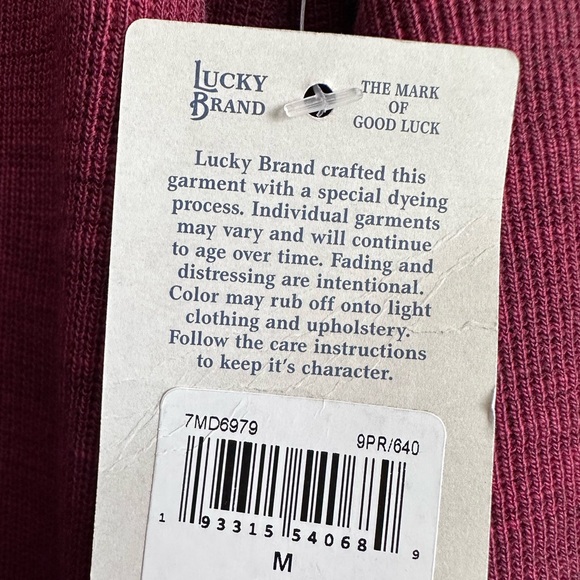 LUCKY
BRAND
THE MARK
OF
GOOD LUCK
Lucky Brand crafted this
garment with a special dyeing
process. Individual garments
may vary and will continue
to age over time. Fading and
distressing are intentional.
Color may rub off onto light
clothing and upholstery.
Follow the care instructions
to keep it's character.
7MD6979 9PR/640
1 93315 54068 9
M